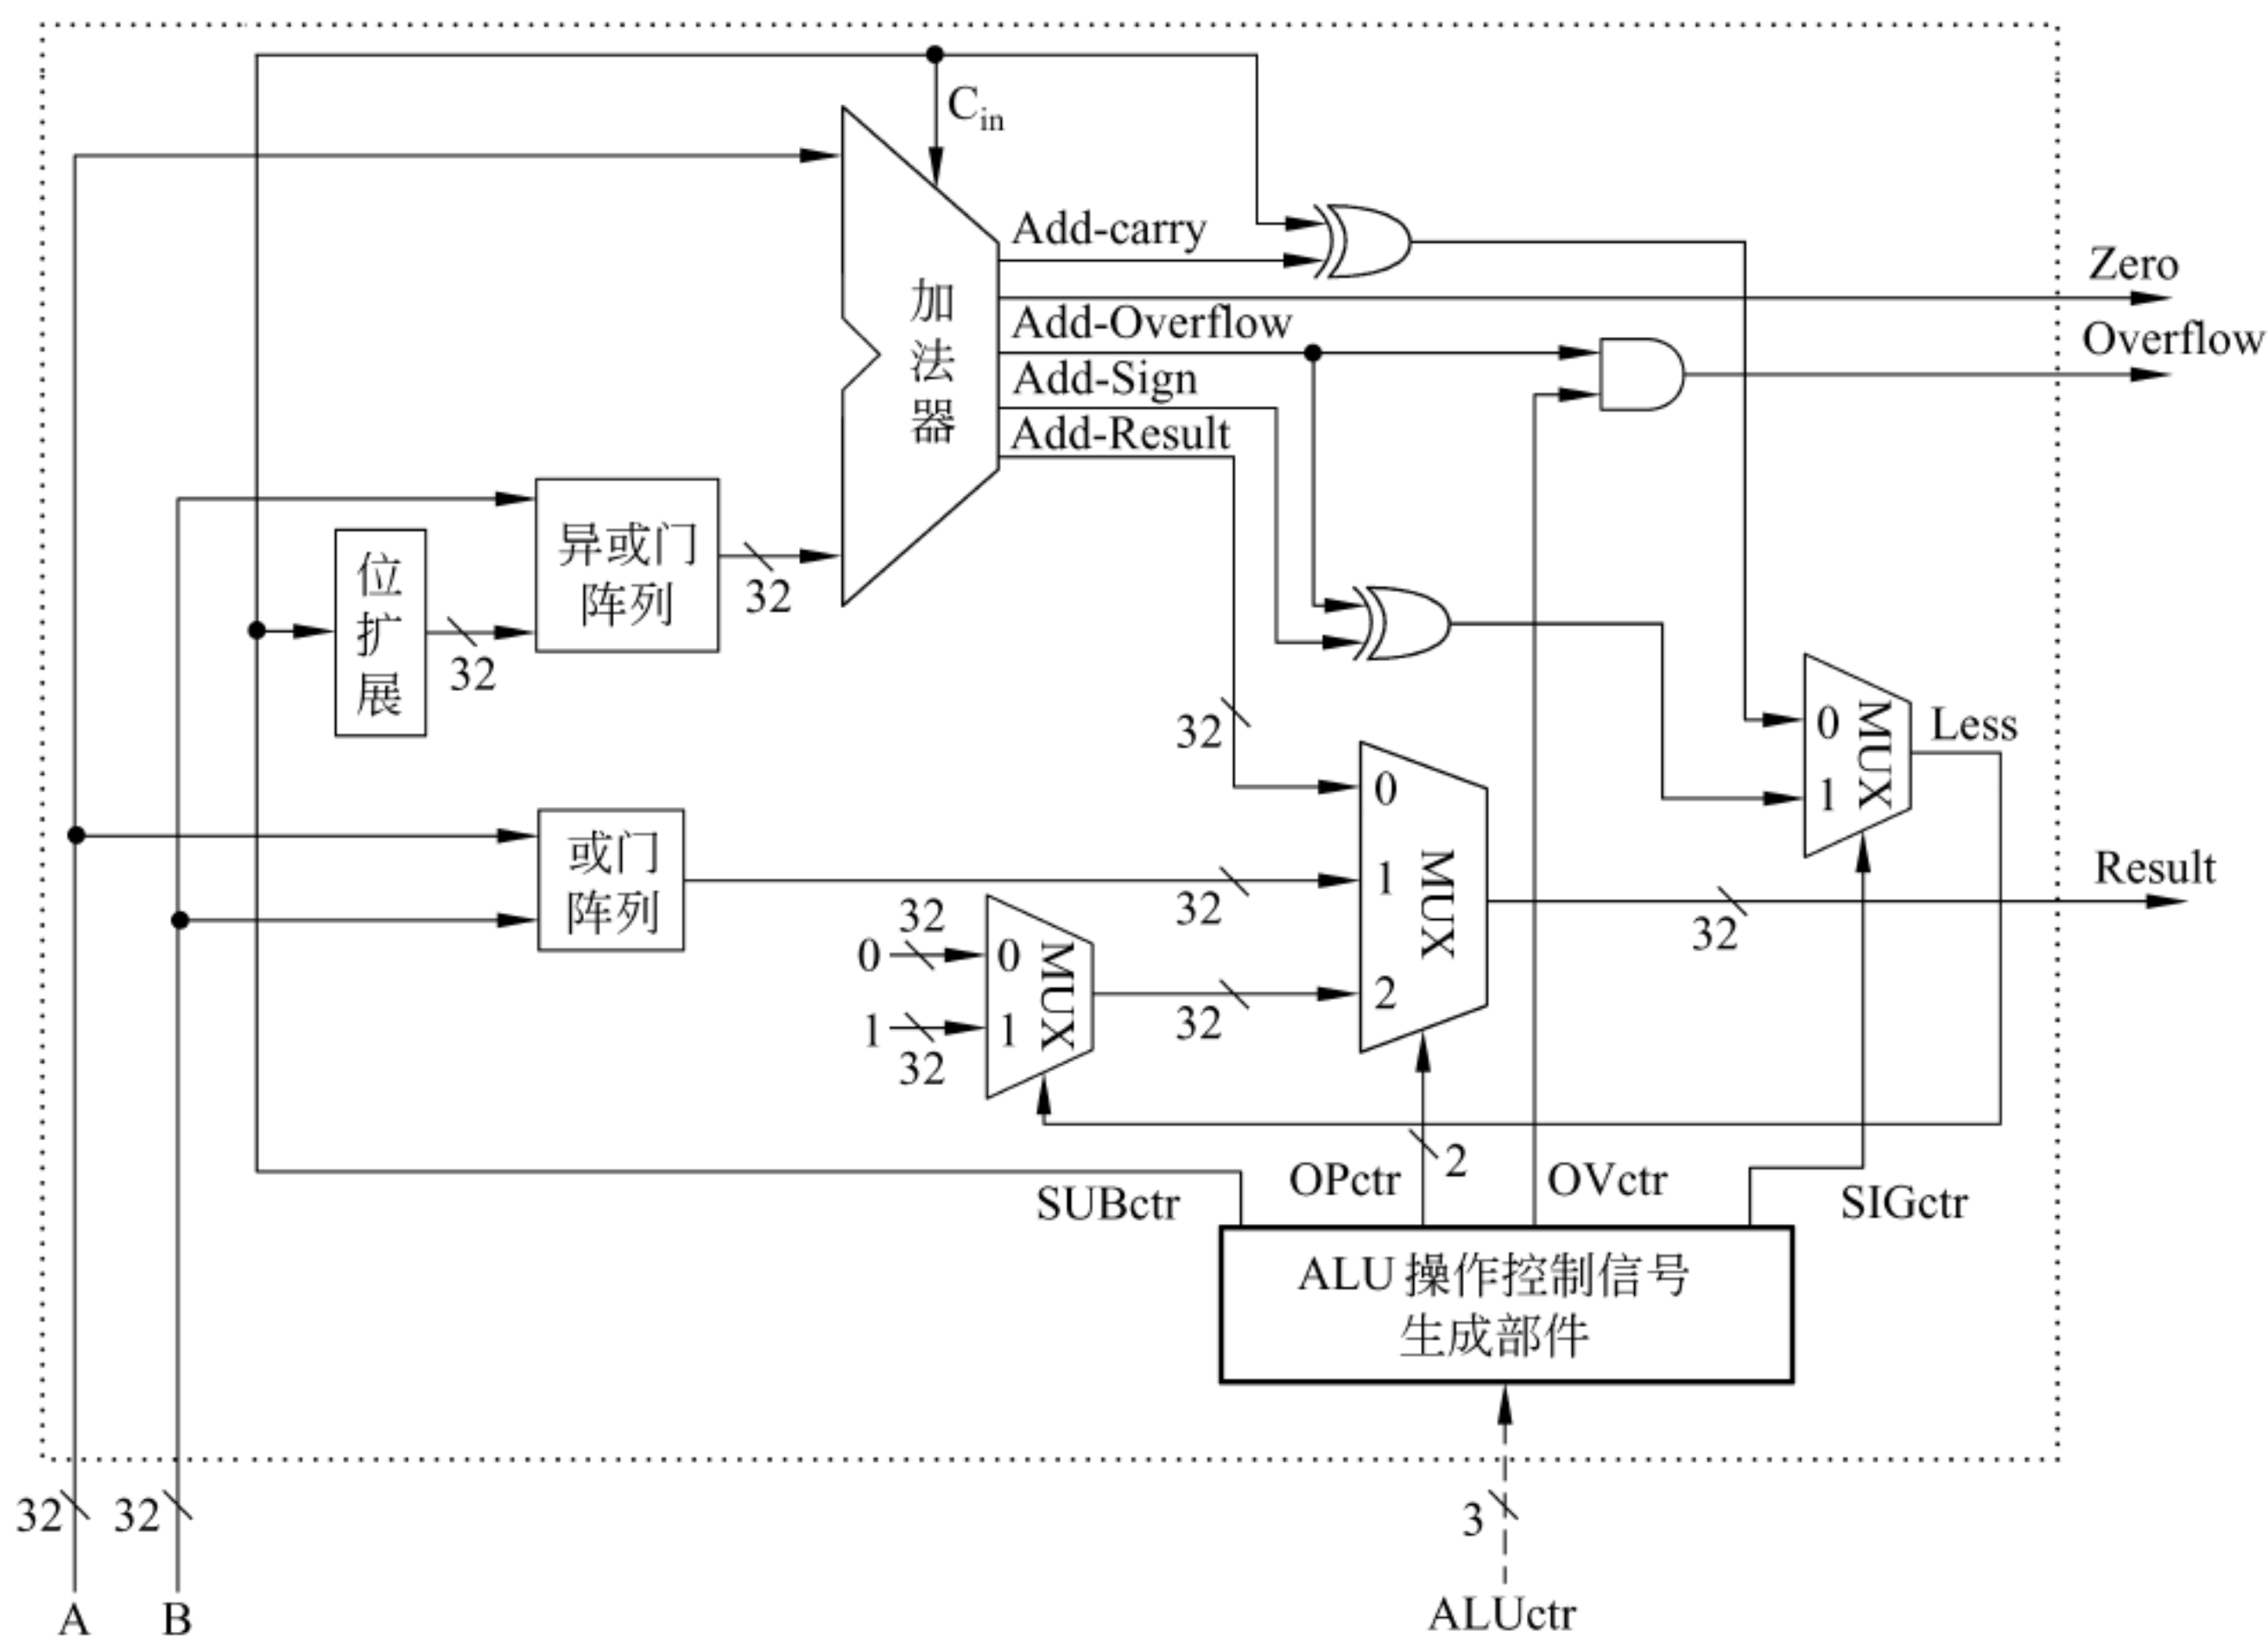 C_in
Add-carry
Zero
Add-Overflow
Overflow
Add-Sign
Add-Result
加法器
异或门
阵列
32
位扩展
32
32
0
1
MUX
Less
或门
阵列
32
0
1
2
MUX
32
Result
0
32
1
32
0
1
MUX
32
2
SUBctr
OPctr
OVctr
SIGctr
ALU 操作控制信号
生成部件
32
32
3
A
B
ALUctr